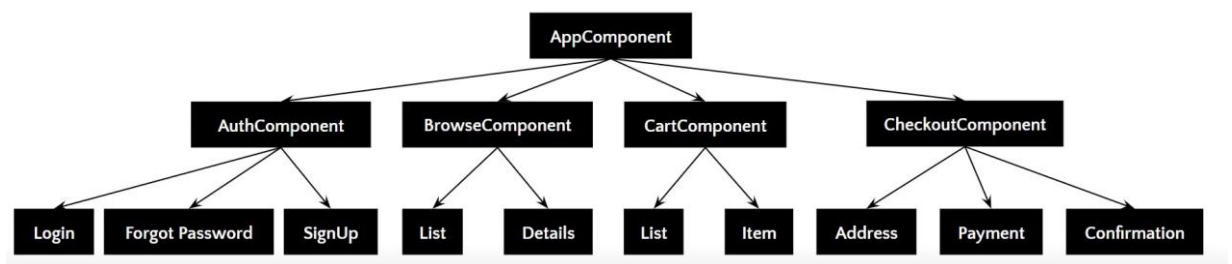 AppComponent
AuthComponent
BrowseComponent
CartComponent
CheckoutComponent
Login
Forgot Password
SignUp
List
Details
List
Item
Address
Payment
Confirmation